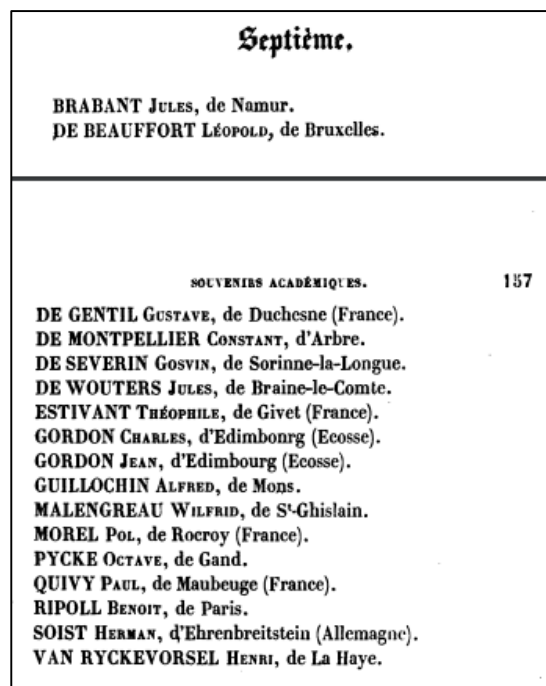 Septième.
BRABANT JULES, de Namur.
DE BEAUFFORT LÉOPOLD, de Bruxelles.
SOUVENIRS ACADÉMIQUES. 157
DE GENTIL GUSTAVE, de Duchesne (France).
DE MONTPELLIER CONSTANT, d'Arbre.
DE SEVERIN GOSVIN, de Sorinne-la-Longue.
DE WOUTERS JULES, de Braine-le-Comte.
ESTIVANT THÉOPHILE, de Givet (France).
GORDON CHARLES, d'Edimbonrg (Ecosse).
GORDON JEAN, d'Edimbourg (Ecosse).
GUILLOCHIN ALFRED, de Mons.
MALENGREAU WILFRID, de St-Ghislain.
MOREL POL, de Rocroy (France).
PYCKE OCTAVE, de Gand.
QUIVY PAUL, de Maubeuge (France).
RIPOLL BENOIT, de Paris.
SOIST HERMAN, d'Ehrenbreitstein (Allemagne).
VAN RYCKEVORSEL HENRI, de La Haye.